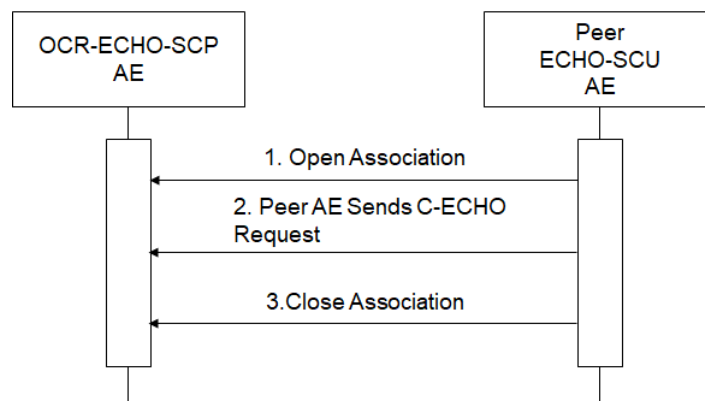 OCR-ECHO-SCP
AE
Peer
ECHO-SCU
AE
1. Open Association
2. Peer AE Sends C-ECHO
Request
3.Close Association